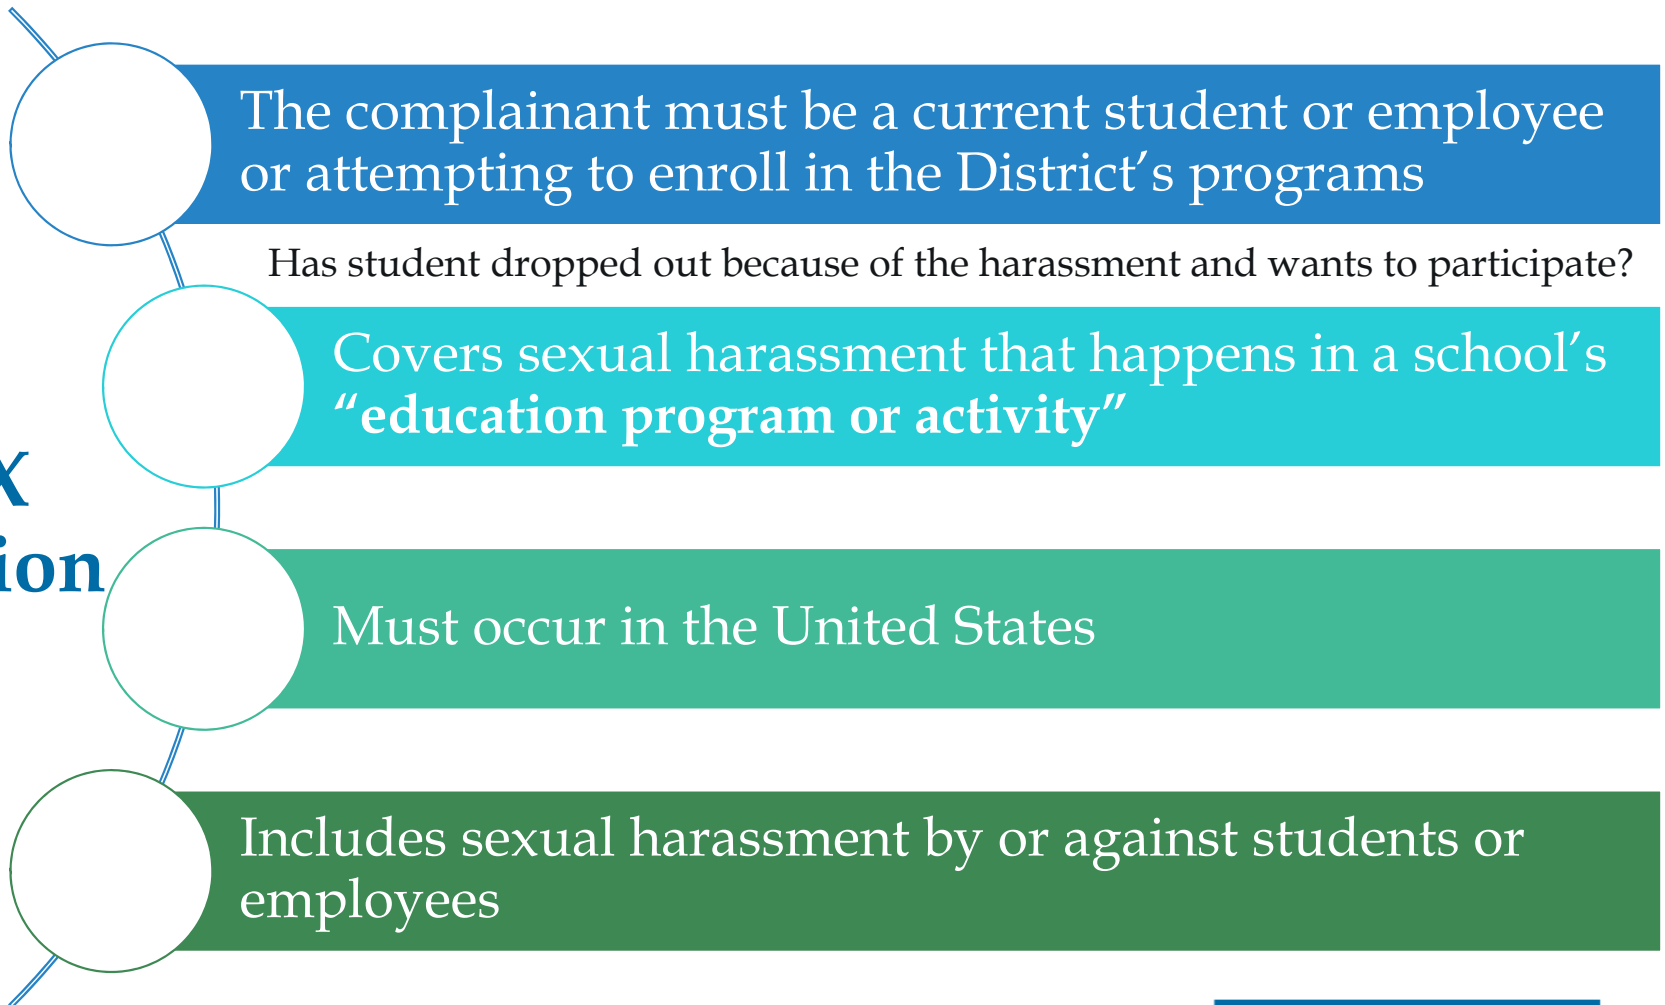 The complainant must be a current student or employee
or attempting to enroll in the District’s programs
Has student dropped out because of the harassment and wants to participate?
Covers sexual harassment that happens in a school’s
“education program or activity”
X
ion
Must occur in the United States
Includes sexual harassment by or against students or
employees